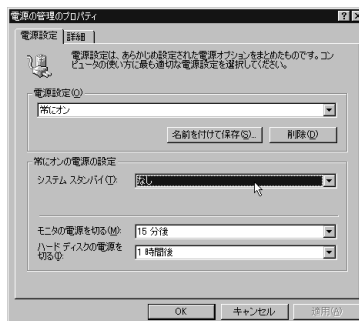 電源の管理のプロパティ
電源設定 詳細
電源設定は、あらかじめ設定された電源オプションをまとめたものです。コン
ピュータの使い方に最も適切な電源設定を選択してください。
電源設定(O)
常にオン
名前を付けて保存(S)... 削除(D)
常にオンの電源の設定
システム スタンバイ(T): なし
モニタの電源を切る(M): 15 分後
ハード ディスクの電源を 1 時間後
切る(I):
OK キャンセル 適用(A)